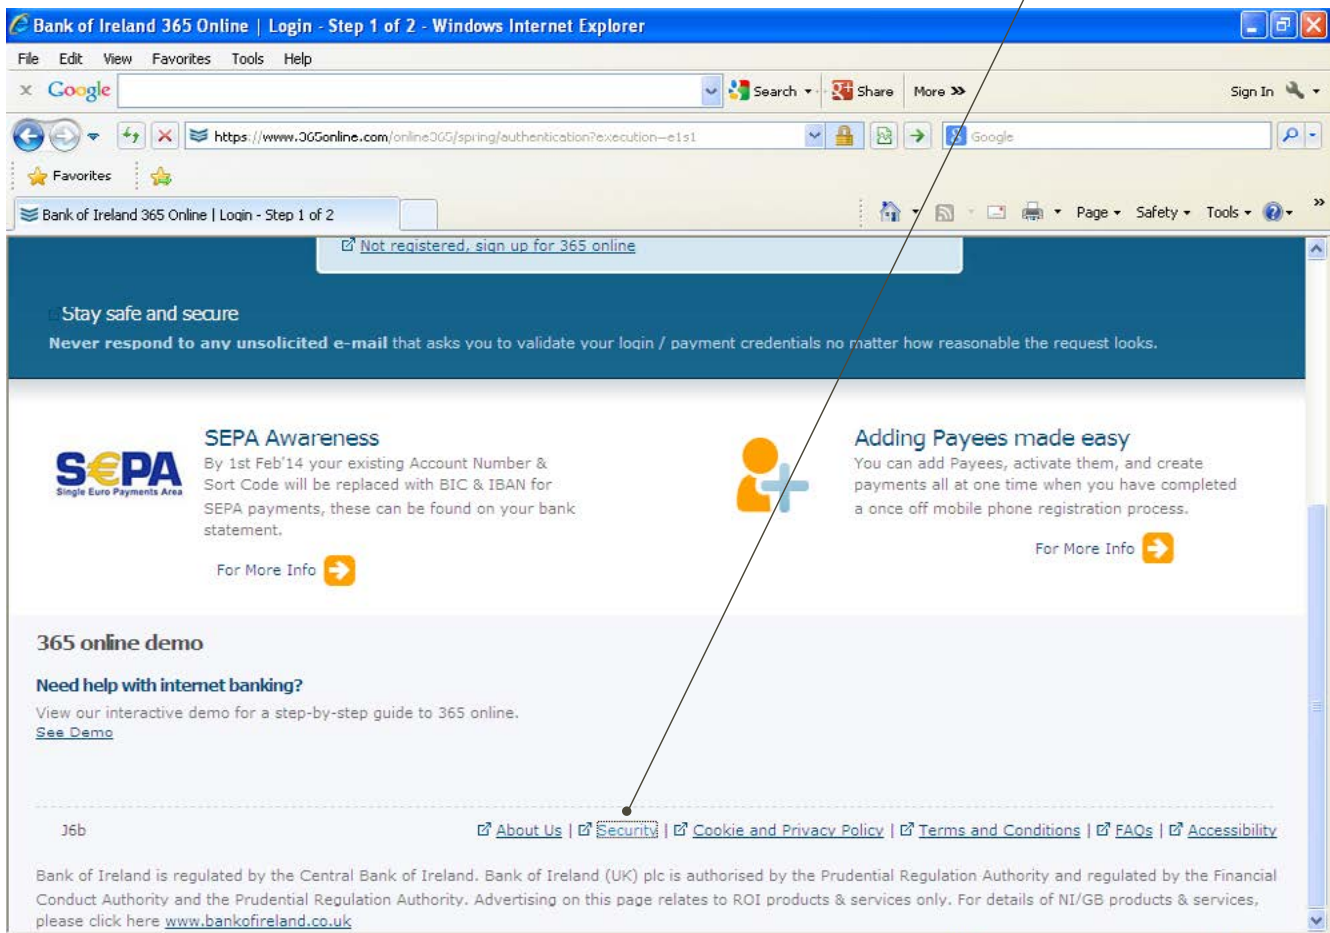 Bank of Ireland 365 Online | Login - Step 1 of 2 - Windows Internet Explorer
File Edit View Favorites Tools Help
x Google Search Share More » Sign In
https://www.365online.com/online365/spring/authentication?execution=e1s1 Google
Favorites
Bank of Ireland 365 Online | Login - Step 1 of 2 Page Safety Tools »
Not registered, sign up for 365 online
Stay safe and secure
Never respond to any unsolicited e-mail that asks you to validate your login / payment credentials no matter how reasonable the request looks.
SEPA
Single Euro Payments Area
SEPA Awareness
By 1st Feb'14 your existing Account Number &
Sort Code will be replaced with BIC & IBAN for
SEPA payments, these can be found on your bank
statement.
For More Info
Adding Payees made easy
You can add Payees, activate them, and create
payments all at one time when you have completed
a once off mobile phone registration process.
For More Info
365 online demo
Need help with internet banking?
View our interactive demo for a step-by-step guide to 365 online.
See Demo
J6b About Us | Security | Cookie and Privacy Policy | Terms and Conditions | FAQs | Accessibility
Bank of Ireland is regulated by the Central Bank of Ireland. Bank of Ireland (UK) plc is authorised by the Prudential Regulation Authority and regulated by the Financial
Conduct Authority and the Prudential Regulation Authority. Advertising on this page relates to ROI products & services only. For details of NI/GB products & services,
please click here www.bankofireland.co.uk